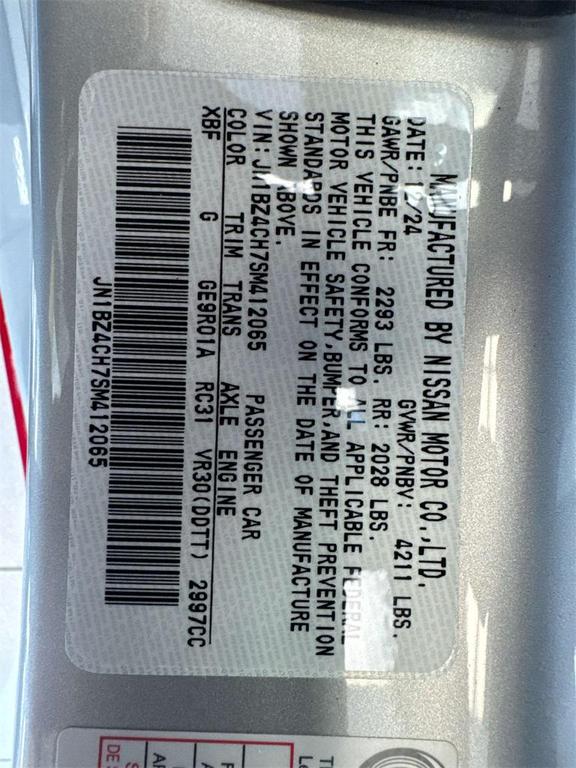 MANUFACTURED BY NISSAN MOTOR CO.,LTD.
DATE: 12/24 GVWR/PNBV: 4211 LBS.
GAWR/PNBE FR: 2293 LBS. RR: 2028 LBS.
THIS VEHICLE CONFORMS TO ALL APPLICABLE FEDERAL
MOTOR VEHICLE SAFETY,BUMPER,AND THEFT PREVENTION
STANDARDS IN EFFECT ON THE DATE OF MANUFACTURE
SHOWN ABOVE.
VIN: JN1BZ4CH7SM412065 PASSENGER CAR
COLOR TRIM TRANS AXLE ENGINE
XBF G GE9R01A RC31 VR30(DDTT) 2997CC
JN1BZ4CH7SM412065